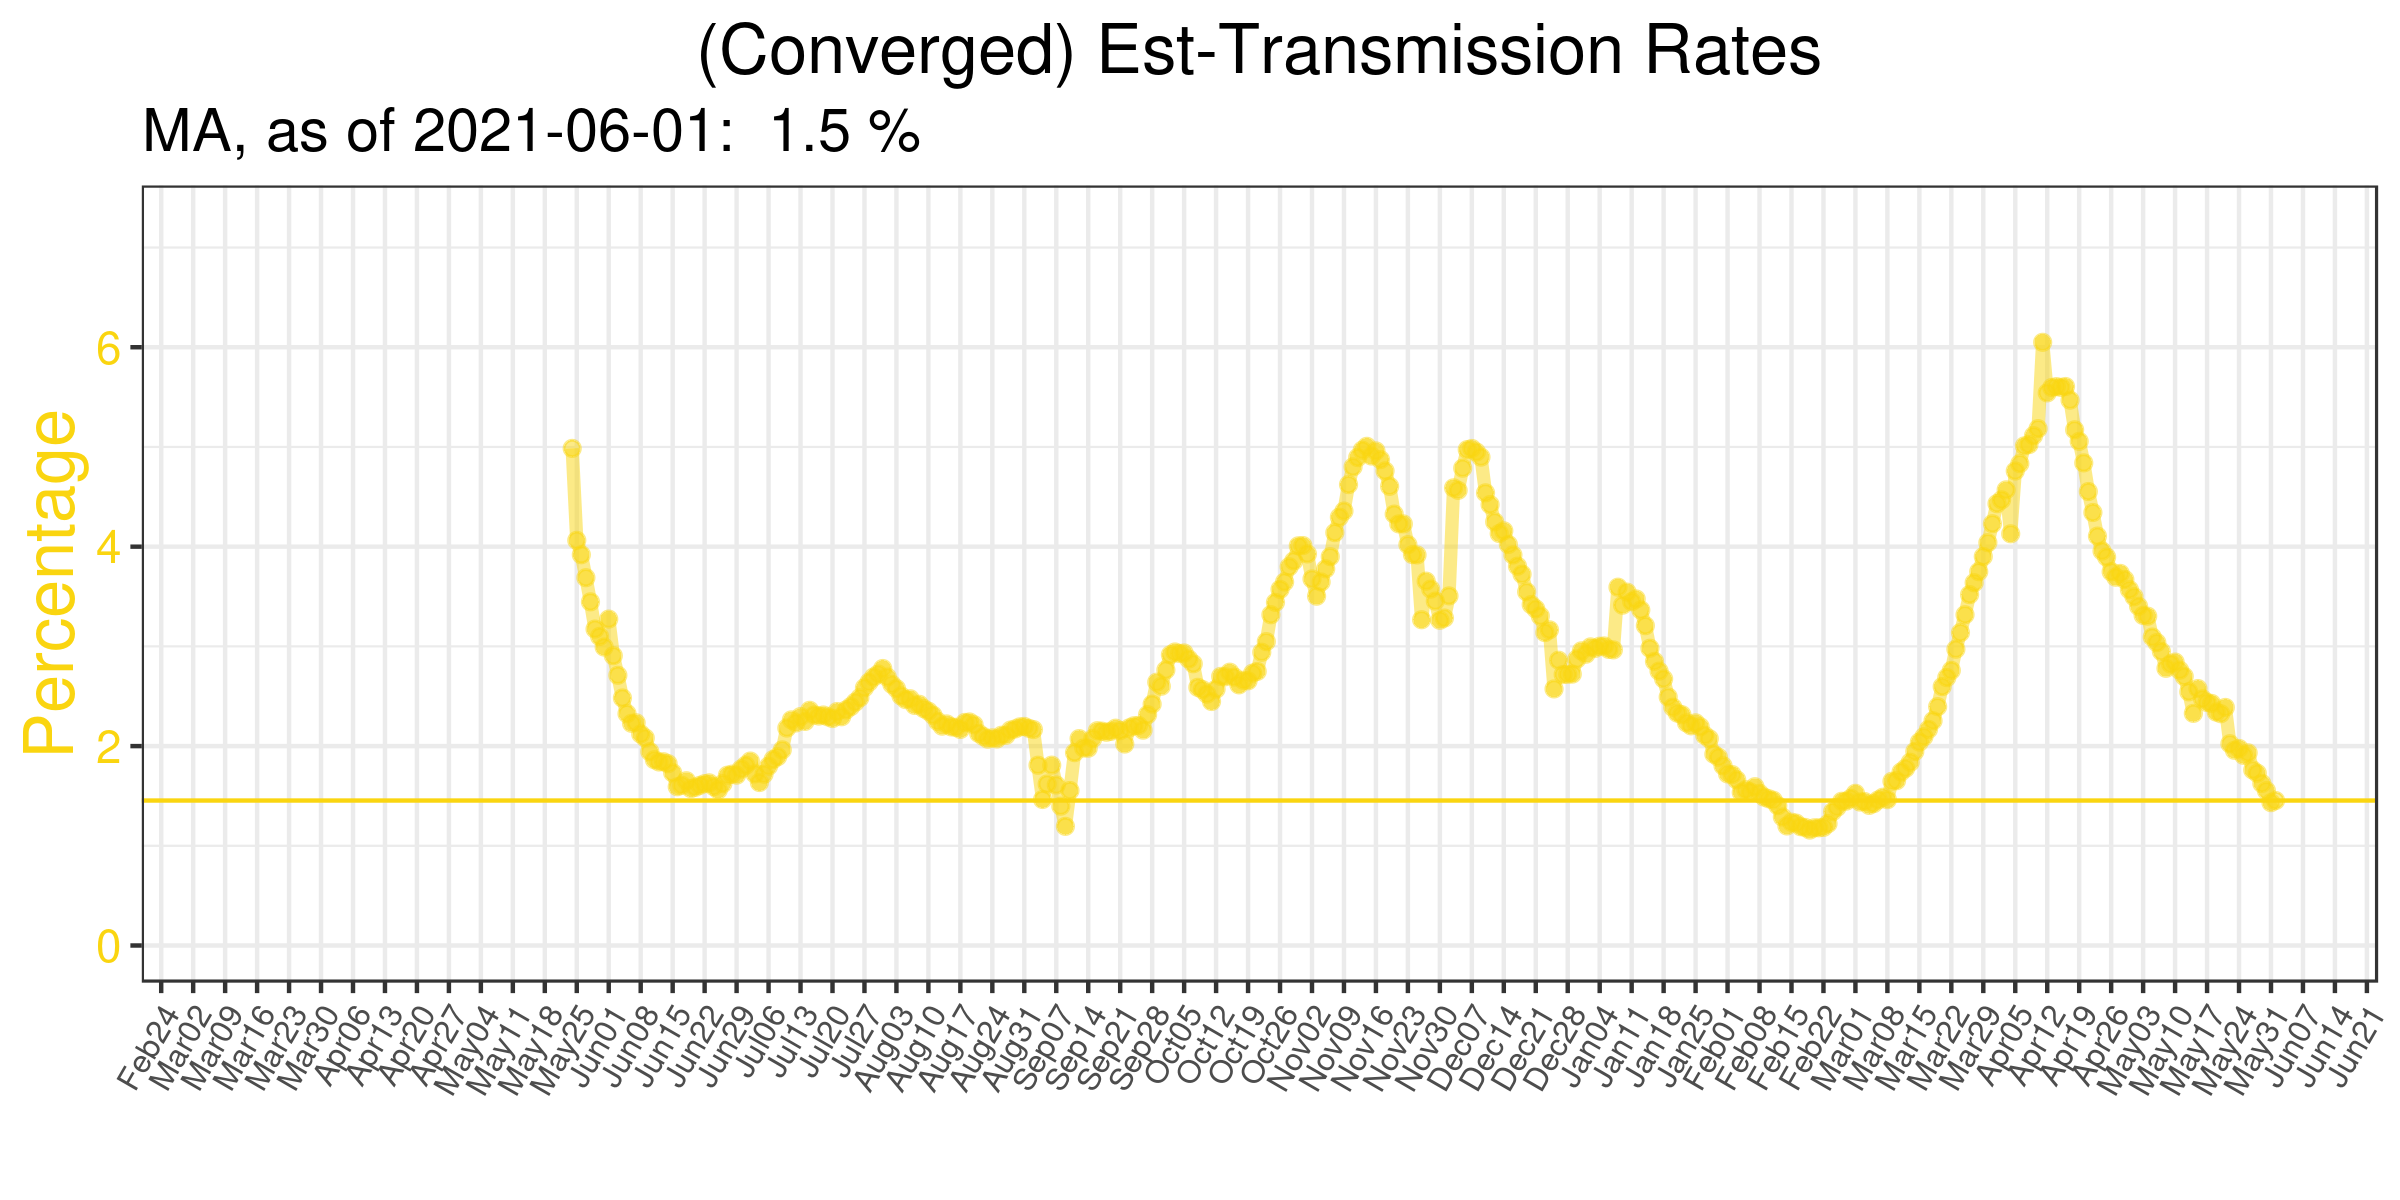 (Converged) Est-Transmission Rates
MA, as of 2021-06-01:  1.5 %
Percentage
6
4
2
0
Feb24
Mar02
Mar09
Mar16
Mar23
Mar30
Apr06
Apr13
Apr20
Apr27
May04
May11
May18
May25
Jun01
Jun08
Jun15
Jun22
Jun29
Jul06
Jul13
Jul20
Jul27
Aug03
Aug10
Aug17
Aug24
Aug31
Sep07
Sep14
Sep21
Sep28
Oct05
Oct12
Oct19
Oct26
Nov02
Nov09
Nov16
Nov23
Nov30
Dec07
Dec14
Dec21
Dec28
Jan04
Jan11
Jan18
Jan25
Feb01
Feb08
Feb15
Feb22
Mar01
Mar08
Mar15
Mar22
Mar29
Apr05
Apr12
Apr19
Apr26
May03
May10
May17
May24
May31
Jun07
Jun14
Jun21